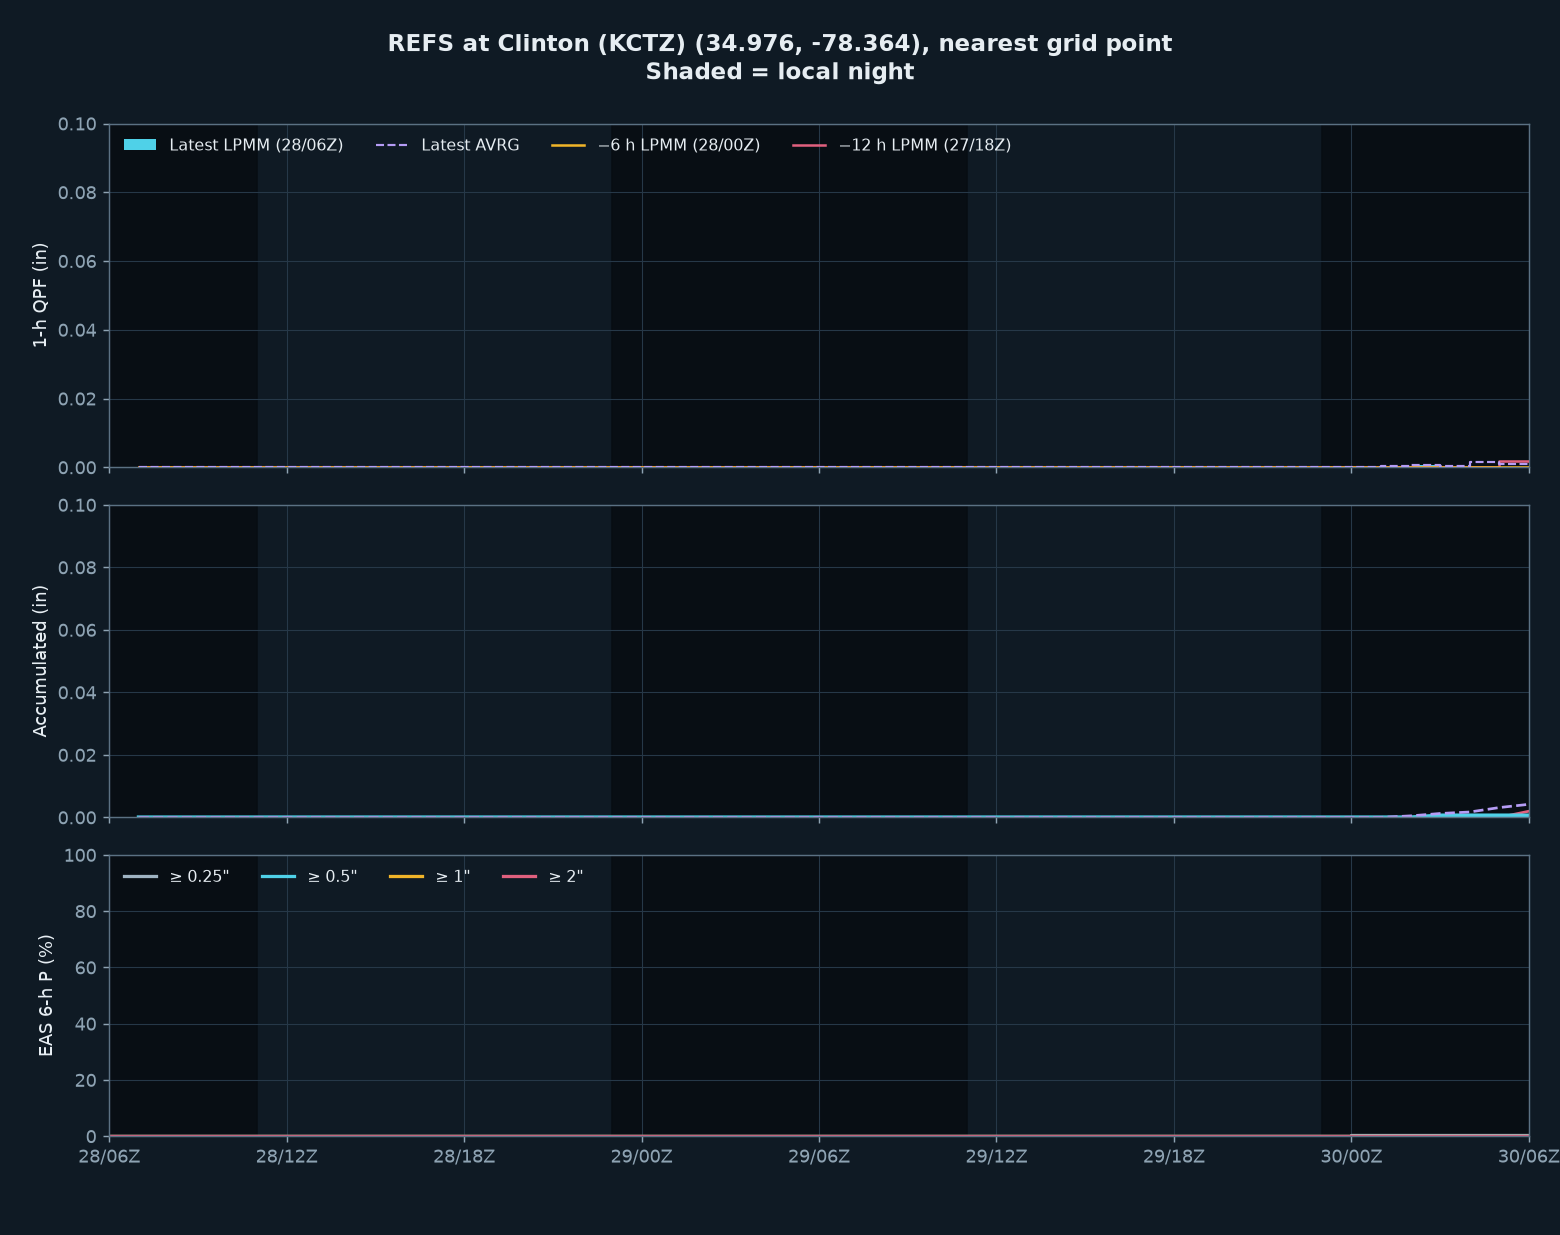 REFS at Clinton (KCTZ) (34.976, -78.364), nearest grid point
Shaded = local night
Latest LPMM (28/06Z) Latest AVRG −6 h LPMM (28/00Z) −12 h LPMM (27/18Z)
1-h QPF (in)
0.10
0.08
0.06
0.04
0.02
0.00
Accumulated (in)
0.10
0.08
0.06
0.04
0.02
0.00
≥ 0.25" ≥ 0.5" ≥ 1" ≥ 2"
EAS 6-h P (%)
100
80
60
40
20
0
28/06Z 28/12Z 28/18Z 29/00Z 29/06Z 29/12Z 29/18Z 30/00Z 30/06Z